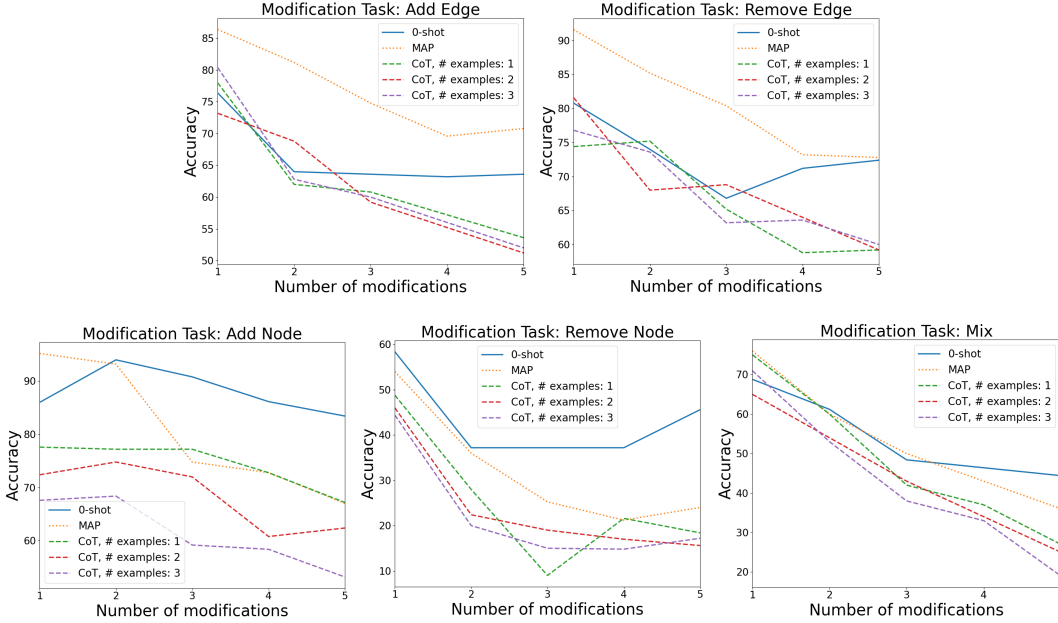 Modification Task: Add Edge
Accuracy
85
80
75
70
65
60
55
50
0-shot
MAP
CoT, # examples: 1
CoT, # examples: 2
CoT, # examples: 3
1 2 3 4 5
Number of modifications
Modification Task: Remove Edge
Accuracy
90
85
80
75
70
65
60
0-shot
MAP
CoT, # examples: 1
CoT, # examples: 2
CoT, # examples: 3
1 2 3 4 5
Number of modifications
Modification Task: Add Node
Accuracy
90
80
70
60
0-shot
MAP
CoT, # examples: 1
CoT, # examples: 2
CoT, # examples: 3
1 2 3 4 5
Number of modifications
Modification Task: Remove Node
Accuracy
60
50
40
30
20
10
0-shot
MAP
CoT, # examples: 1
CoT, # examples: 2
CoT, # examples: 3
1 2 3 4 5
Number of modifications
Modification Task: Mix
Accuracy
70
60
50
40
30
20
0-shot
MAP
CoT, # examples: 1
CoT, # examples: 2
CoT, # examples: 3
1 2 3 4
Number of modifications